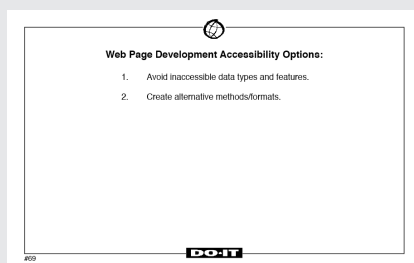 Web Page Development Accessibility Options:
1. Avoid inaccessible data types and features.
2. Create alternative methods/formats.
DO-IT
#69